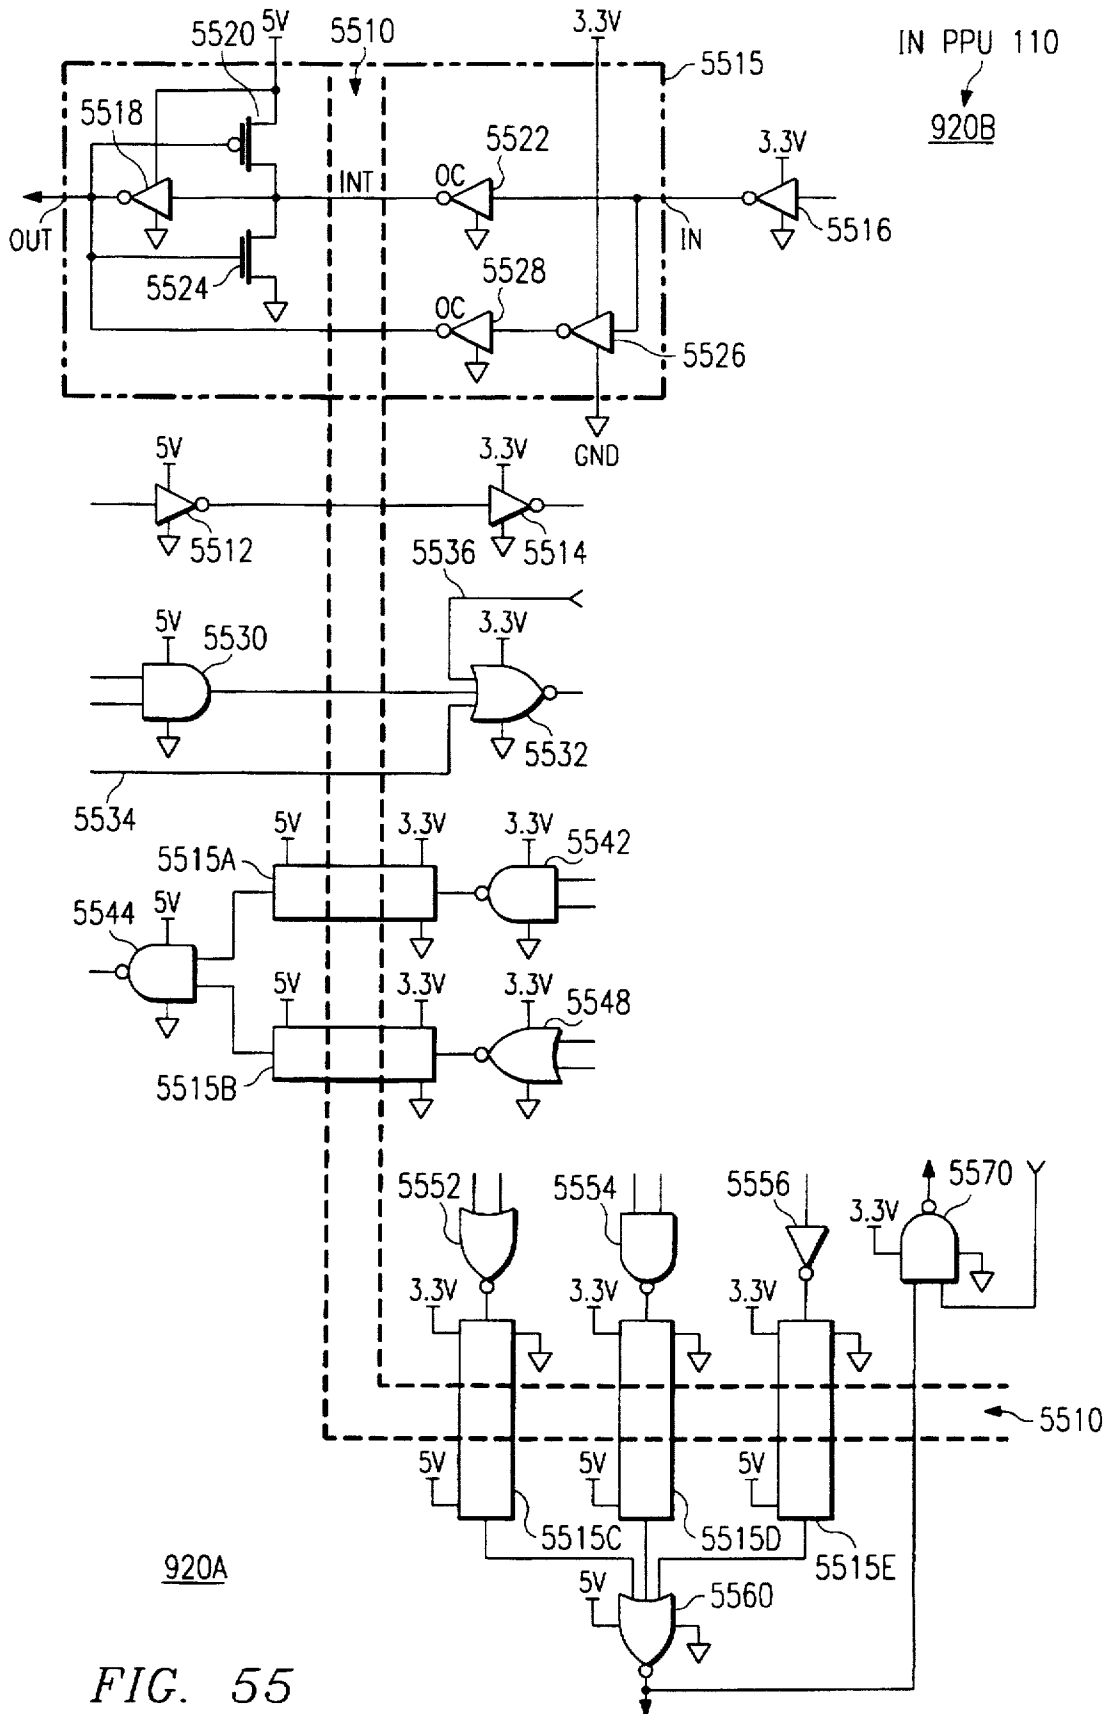 5V
3.3V
5520
5510
IN PPU 110
5515
920B
5518
5522
3.3V
OC
INT
OUT
IN
5516
5524
5528
OC
5526
GND
5V
3.3V
5512
5514
5536
5V
5530
3.3V
5532
5534
5V
3.3V
3.3V
5515A
5542
5544
5V
5V
3.3V
3.3V
5548
5515B
5552
5554
5556
5570
3.3V
3.3V
3.3V
3.3V
5510
5V
5V
5V
5515C
5515D
5515E
920A
5V
5560
FIG. 55